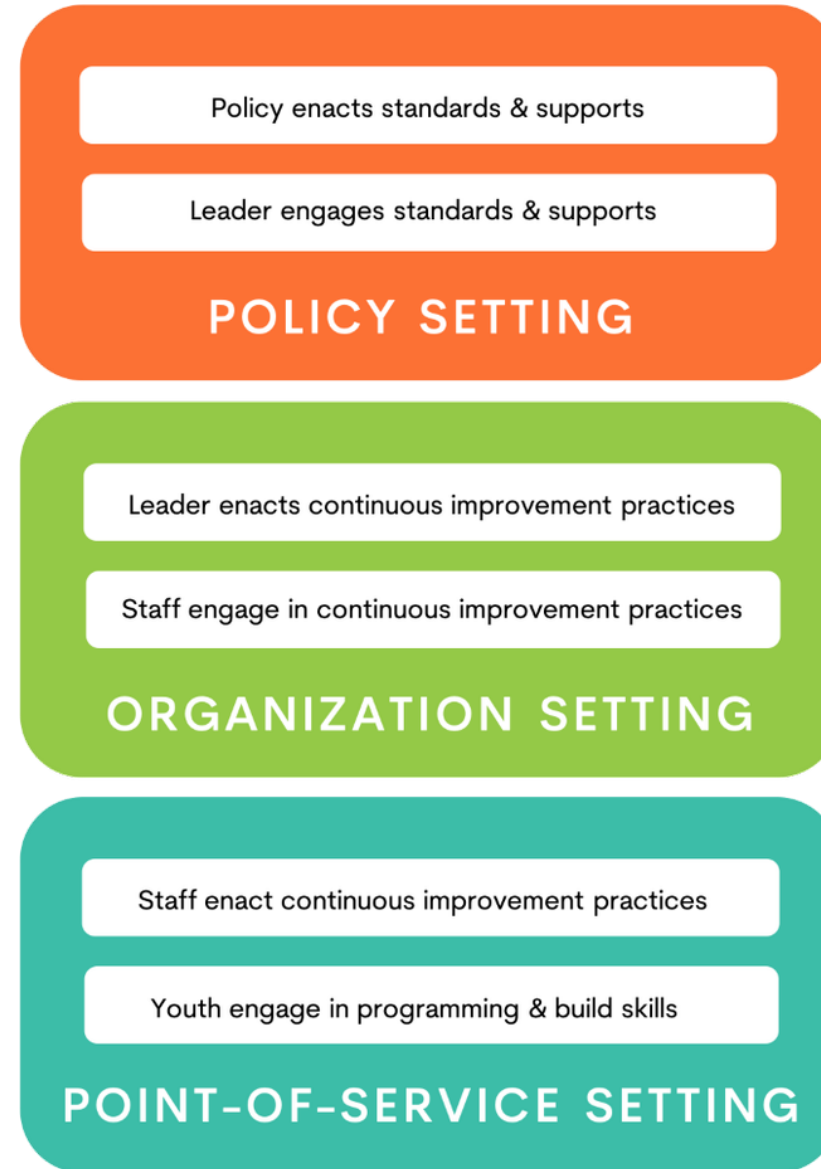 Policy enacts standards & supports
Leader engages standards & supports
POLICY SETTING
Leader enacts continuous improvement practices
Staff engage in continuous improvement practices
ORGANIZATION SETTING
Staff enact continuous improvement practices
Youth engage in programming & build skills
POINT-OF-SERVICE SETTING